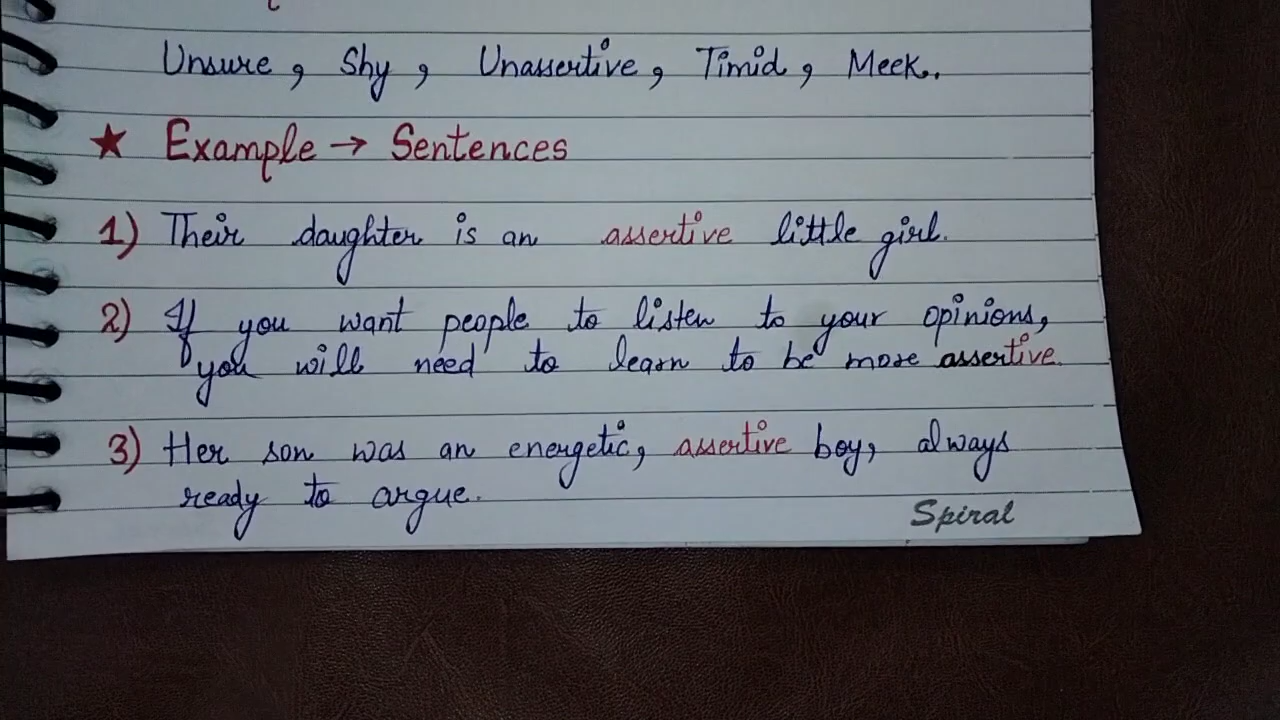 Unsure, Shy, Unassertive, Timid, Meek.
★ Example → Sentences
1) Their daughter is an assertive little girl.
2) If you want people to listen to your opinions,
you will need to learn to be more assertive.
3) Her son was an energetic, assertive boy, always
ready to argue.
Spiral